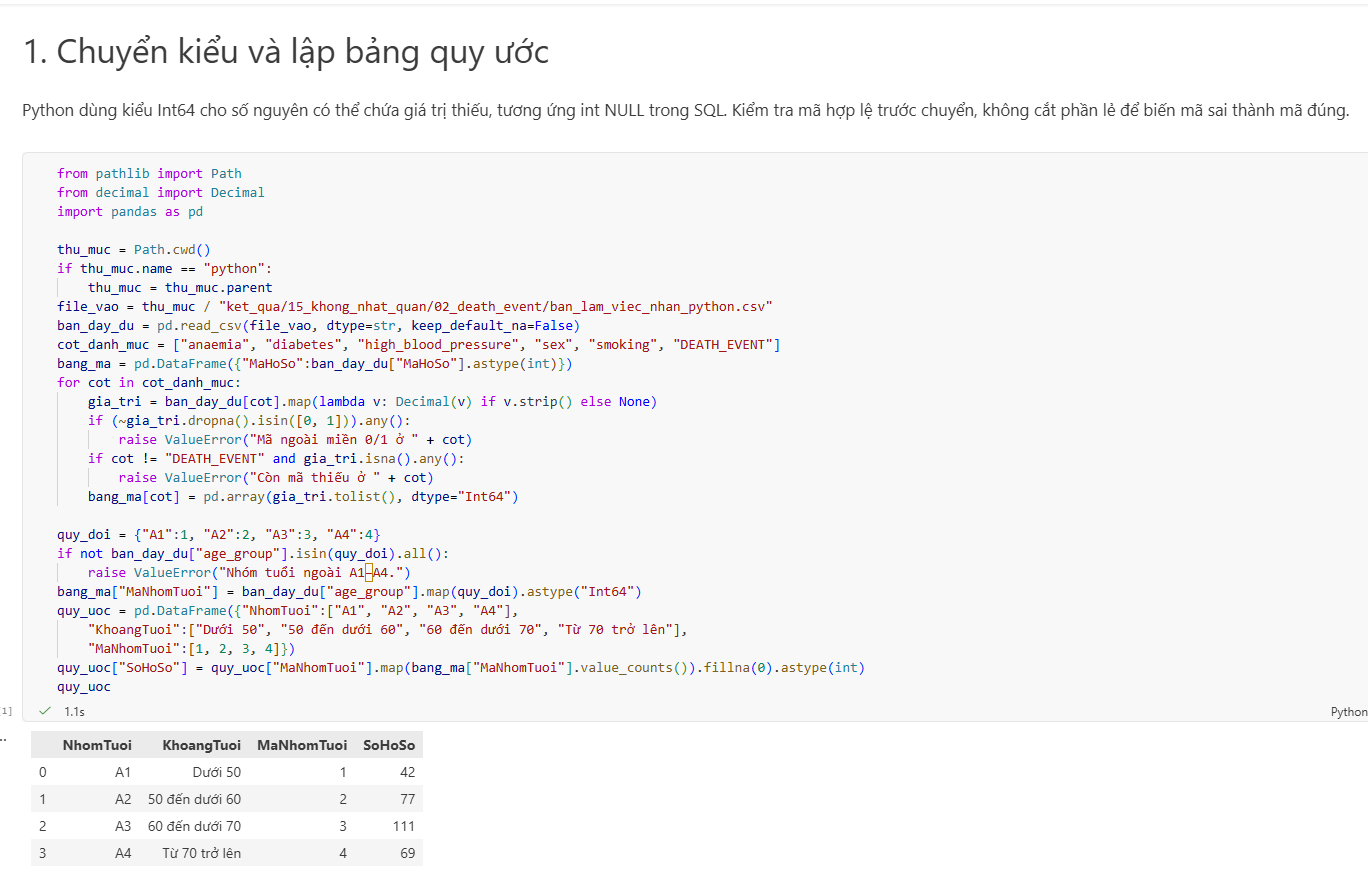 1. Chuyển kiểu và lập bảng quy ước
Python dùng kiểu Int64 cho số nguyên có thể chứa giá trị thiếu, tương ứng int NULL trong SQL. Kiểm tra mã hợp lệ trước chuyển, không cắt phần lẻ để biến mã sai thành mã đúng.
from pathlib import Path
from decimal import Decimal
import pandas as pd
thu_muc = Path.cwd()
if thu_muc.name == "python":
    thu_muc = thu_muc.parent
file_vao = thu_muc / "ket_qua/15_khong_nhat_quan/02_death_event/ban_lam_viec_nhan_python.csv"
ban_day_du = pd.read_csv(file_vao, dtype=str, keep_default_na=False)
cot_danh_muc = ["anaemia", "diabetes", "high_blood_pressure", "sex", "smoking", "DEATH_EVENT"]
bang_ma = pd.DataFrame({"MaHoSo":ban_day_du["MaHoSo"].astype(int)})
for cot in cot_danh_muc:
    gia_tri = ban_day_du[cot].map(lambda v: Decimal(v) if v.strip() else None)
    if (~gia_tri.dropna().isin([0, 1])).any():
        raise ValueError("Mã ngoài miền 0/1 ở " + cot)
    if cot != "DEATH_EVENT" and gia_tri.isna().any():
        raise ValueError("Còn mã thiếu ở " + cot)
    bang_ma[cot] = pd.array(gia_tri.tolist(), dtype="Int64")
quy_doi = {"A1":1, "A2":2, "A3":3, "A4":4}
if not ban_day_du["age_group"].isin(quy_doi).all():
    raise ValueError("Nhóm tuổi ngoài A1–A4.")
bang_ma["MaNhomTuoi"] = ban_day_du["age_group"].map(quy_doi).astype("Int64")
quy_uoc = pd.DataFrame({"NhomTuoi":["A1", "A2", "A3", "A4"],
    "KhoangTuoi":["Dưới 50", "50 đến dưới 60", "60 đến dưới 70", "Từ 70 trở lên"],
    "MaNhomTuoi":[1, 2, 3, 4]})
quy_uoc["SoHoSo"] = quy_uoc["MaNhomTuoi"].map(bang_ma["MaNhomTuoi"].value_counts()).fillna(0).astype(int)
quy_uoc
[1] 1.1s Python
NhomTuoi KhoangTuoi MaNhomTuoi SoHoSo
0 A1 Dưới 50 1 42
1 A2 50 đến dưới 60 2 77
2 A3 60 đến dưới 70 3 111
3 A4 Từ 70 trở lên 4 69